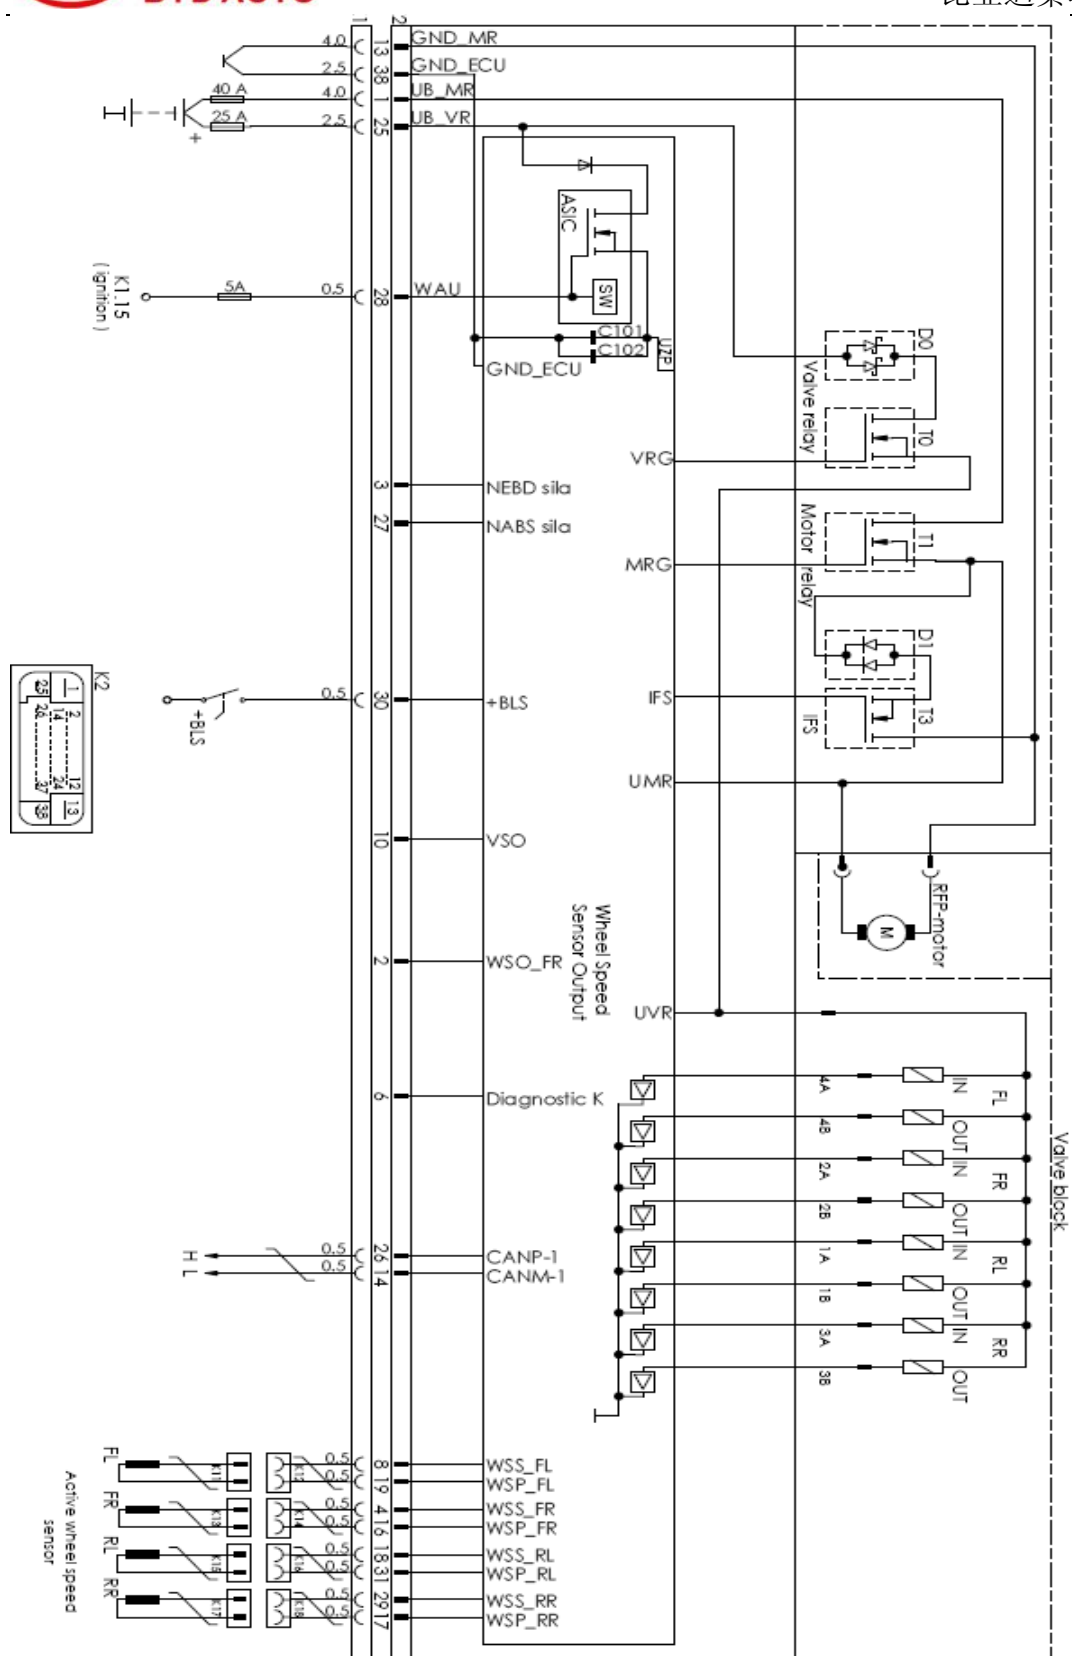 4.0
13
GND_MR
2.5
38
GND_ECU
40 A
4.0
1
UB_MR
25 A
2.5
25
UB_VR
+
1
2
ASIC
SW
K1.15
( ignition )
5A
0.5
28
WAU
C101
C102
UZP
GND_ECU
D0
Valve relay
T0
VRG
3
NEBD sila
27
NABS sila
Motor relay
T1
MRG
D1
IFS
T3
IFS
K2
1
2
12
13
14
24
25
26
37
38
+BLS
0.5
30
+BLS
UMR
10
VSO
RFP-motor
M
Wheel Speed
Sensor Output
2
WSO_FR
UVR
6
Diagnostic K
Valve block
4A
IN
FL
4B
OUT
2A
IN
FR
2B
OUT
1A
IN
RL
1B
OUT
3A
IN
RR
3B
OUT
H
0.5
26
CANP-1
L
0.5
14
CANM-1
FL
K11
K12
0.5
8
WSS_FL
0.5
19
WSP_FL
FR
K13
K14
0.5
4
WSS_FR
0.5
16
WSP_FR
RL
K15
K16
0.5
18
WSS_RL
0.5
31
WSP_RL
RR
K17
K18
0.5
29
WSS_RR
0.5
17
WSP_RR
Active wheel speed
sensor